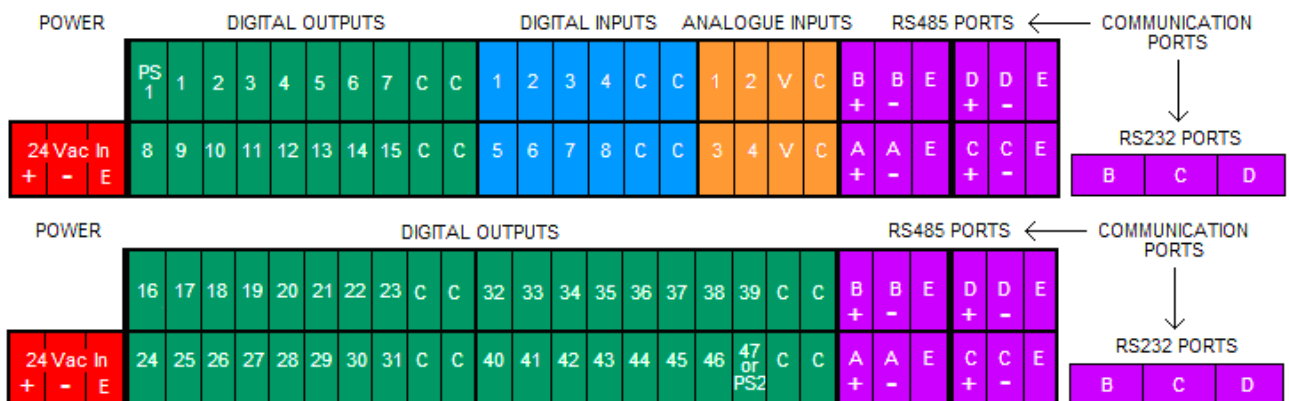 POWER DIGITAL OUTPUTS DIGITAL INPUTS ANALOGUE INPUTS RS485 PORTS COMMUNICATION
PORTS
PS 1 1 2 3 4 5 6 7 C C 1 2 3 4 C C 1 2 V C B + B - E D + D - E
RS232 PORTS
24 Vac In 8 9 10 11 12 13 14 15 C C 5 6 7 8 C C 3 4 V C A + A - E C + C - E
+ - E
B C D
POWER DIGITAL OUTPUTS RS485 PORTS COMMUNICATION
PORTS
16 17 18 19 20 21 22 23 C C 32 33 34 35 36 37 38 39 C C B + B - E D + D - E
RS232 PORTS
24 Vac In 24 25 26 27 28 29 30 31 C C 40 41 42 43 44 45 46 47 or PS2 C C A + A - E C + C - E
+ - E
B C D